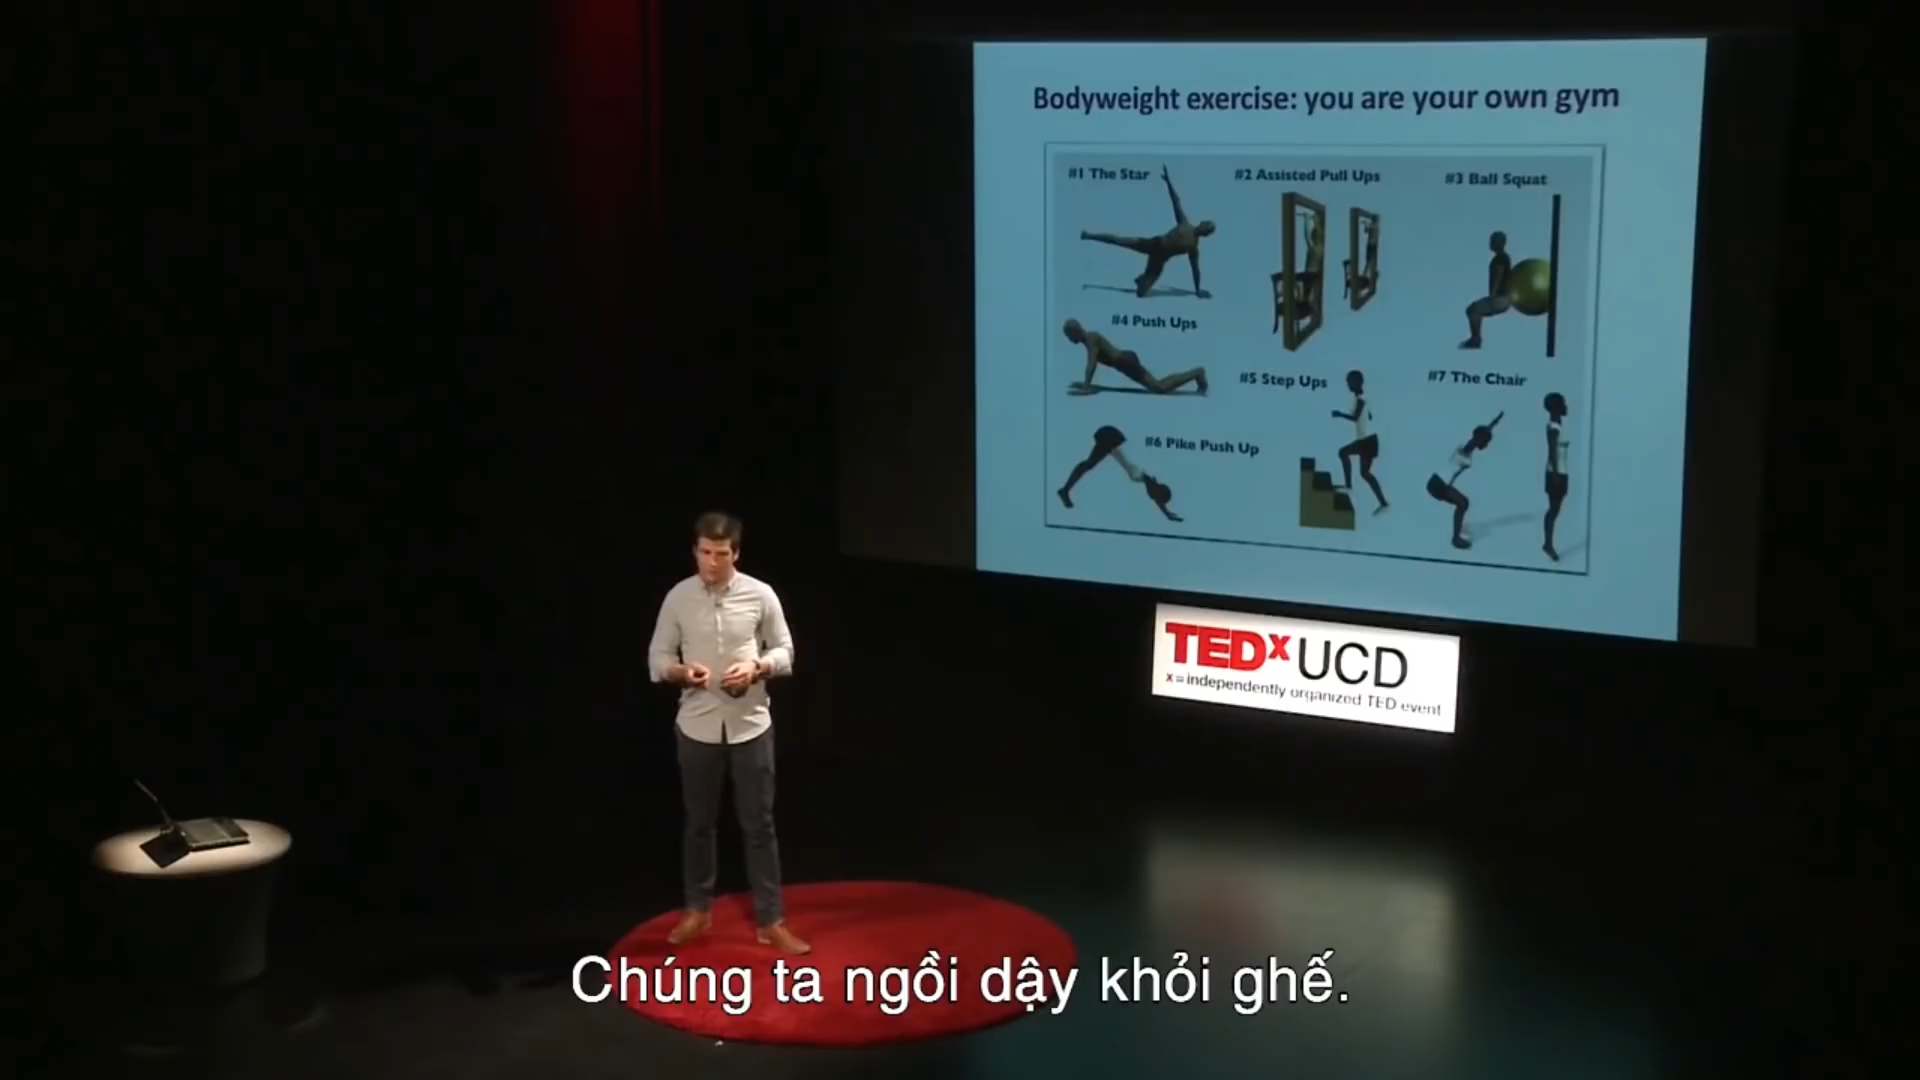 Bodyweight exercise: you are your own gym
#1 The Star
#2 Assisted Pull Ups
#3 Ball Squat
#4 Push Ups
#5 Step Ups
#7 The Chair
#6 Pike Push Up
TEDx UCD
x = independently organized TED event
Chúng ta ngồi dậy khỏi ghế.